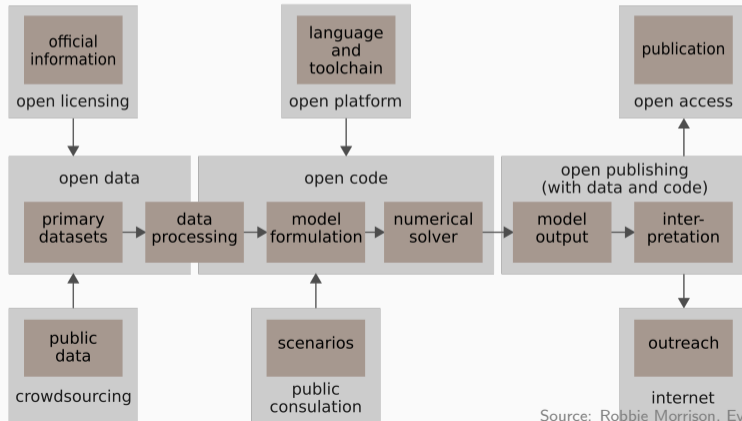 official
information
open licensing
language
and
toolchain
open platform
publication
open access
open data
open code
open publishing
(with data and code)
primary
datasets
data
processing
model
formulation
numerical
solver
model
output
inter-
pretation
public
data
crowdsourcing
scenarios
public
consulation
outreach
internet
Source: Robbie Morrison,